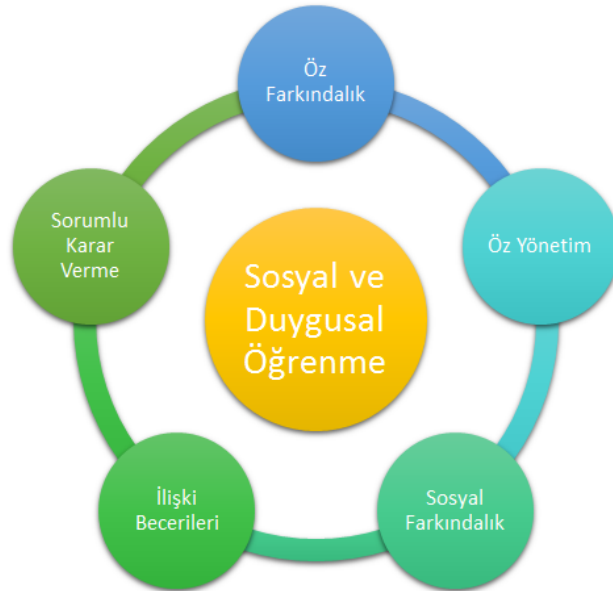 Öz
Farkındalık
Öz Yönetim
Sosyal
Farkındalık
İlişki
Becerileri
Sorumlu
Karar
Verme
Sosyal ve
Duygusal
Öğrenme